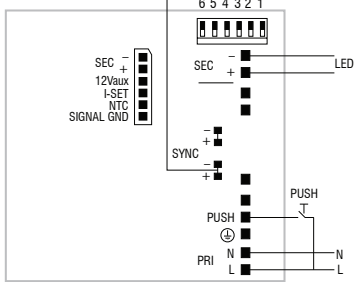 6 5 4 3 2 1
SEC
–
+
12Vaux
I-SET
NTC
SIGNAL GND
SEC
–
+
LED
SYNC
–
+
–
+
PUSH
PUSH
PRI
N
L
N
L